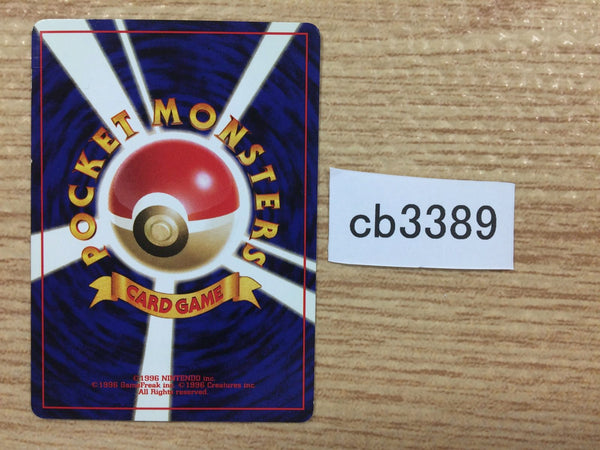 POCKET MONSTERS
CARD GAME
©1996 NINTENDO inc.
©1996 GameFreak inc. ©1996 Creatures inc.
All Rights reserved.
cb3389